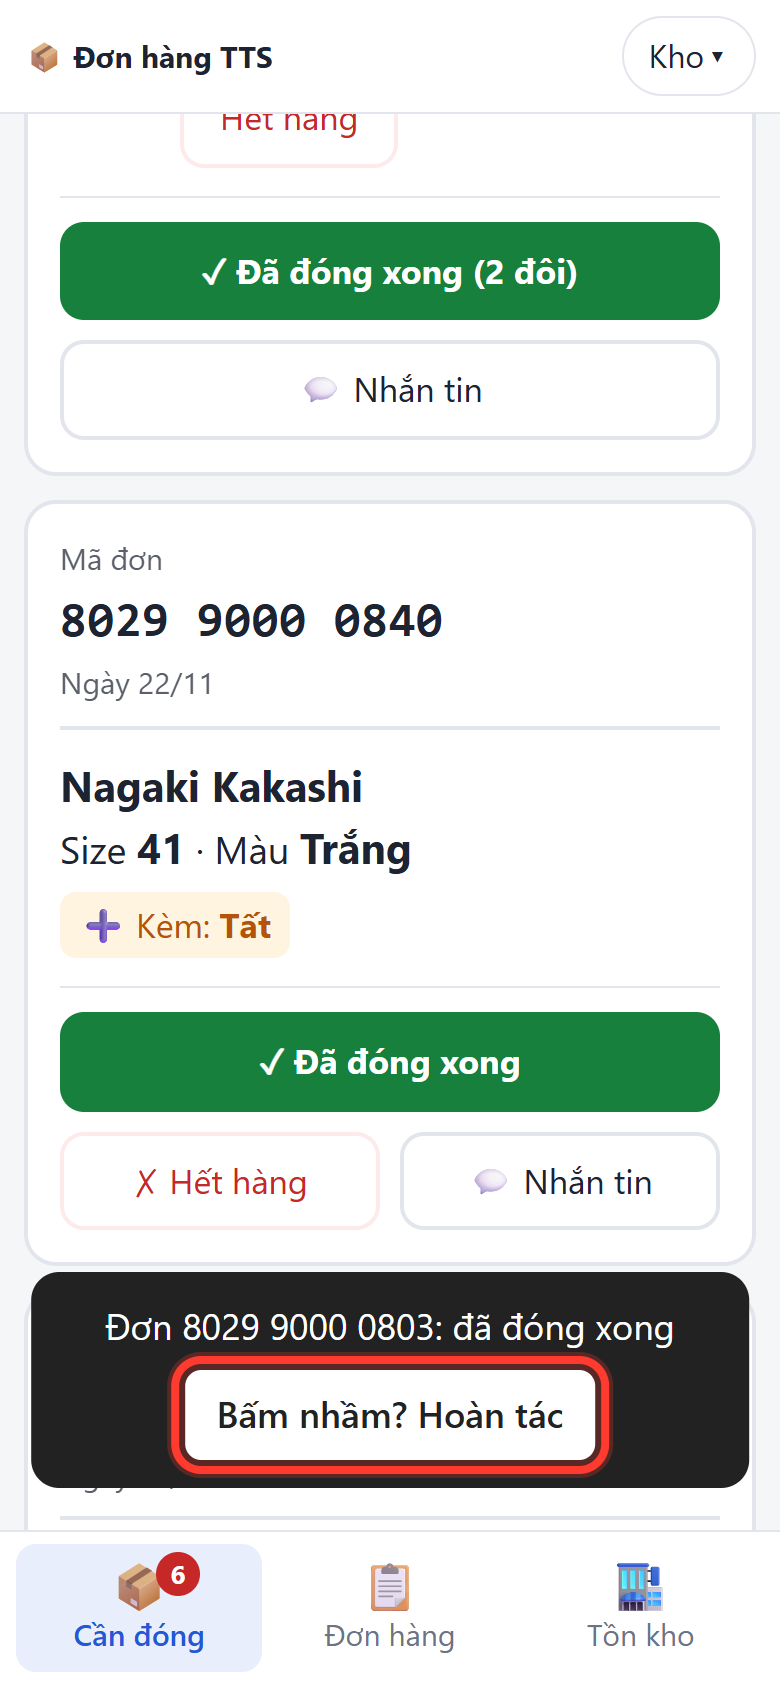 Đơn hàng TTS
Kho ▾
Hết hàng
✓ Đã đóng xong (2 đôi)
Nhắn tin
Mã đơn
8029 9000 0840
Ngày 22/11
Nagaki Kakashi
Size 41 · Màu Trắng
Kèm: Tất
✓ Đã đóng xong
✗ Hết hàng
Nhắn tin
Đơn 8029 9000 0803: đã đóng xong
Bấm nhầm? Hoàn tác
6
Cần đóng
Đơn hàng
Tồn kho